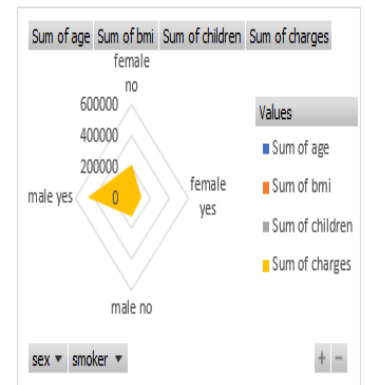 Sum of age Sum of bmi Sum of children Sum of charges
female
no
600000
400000
200000
0
male yes
female
yes
male no
Values
Sum of age
Sum of bmi
Sum of children
Sum of charges
sex smoker
+ -